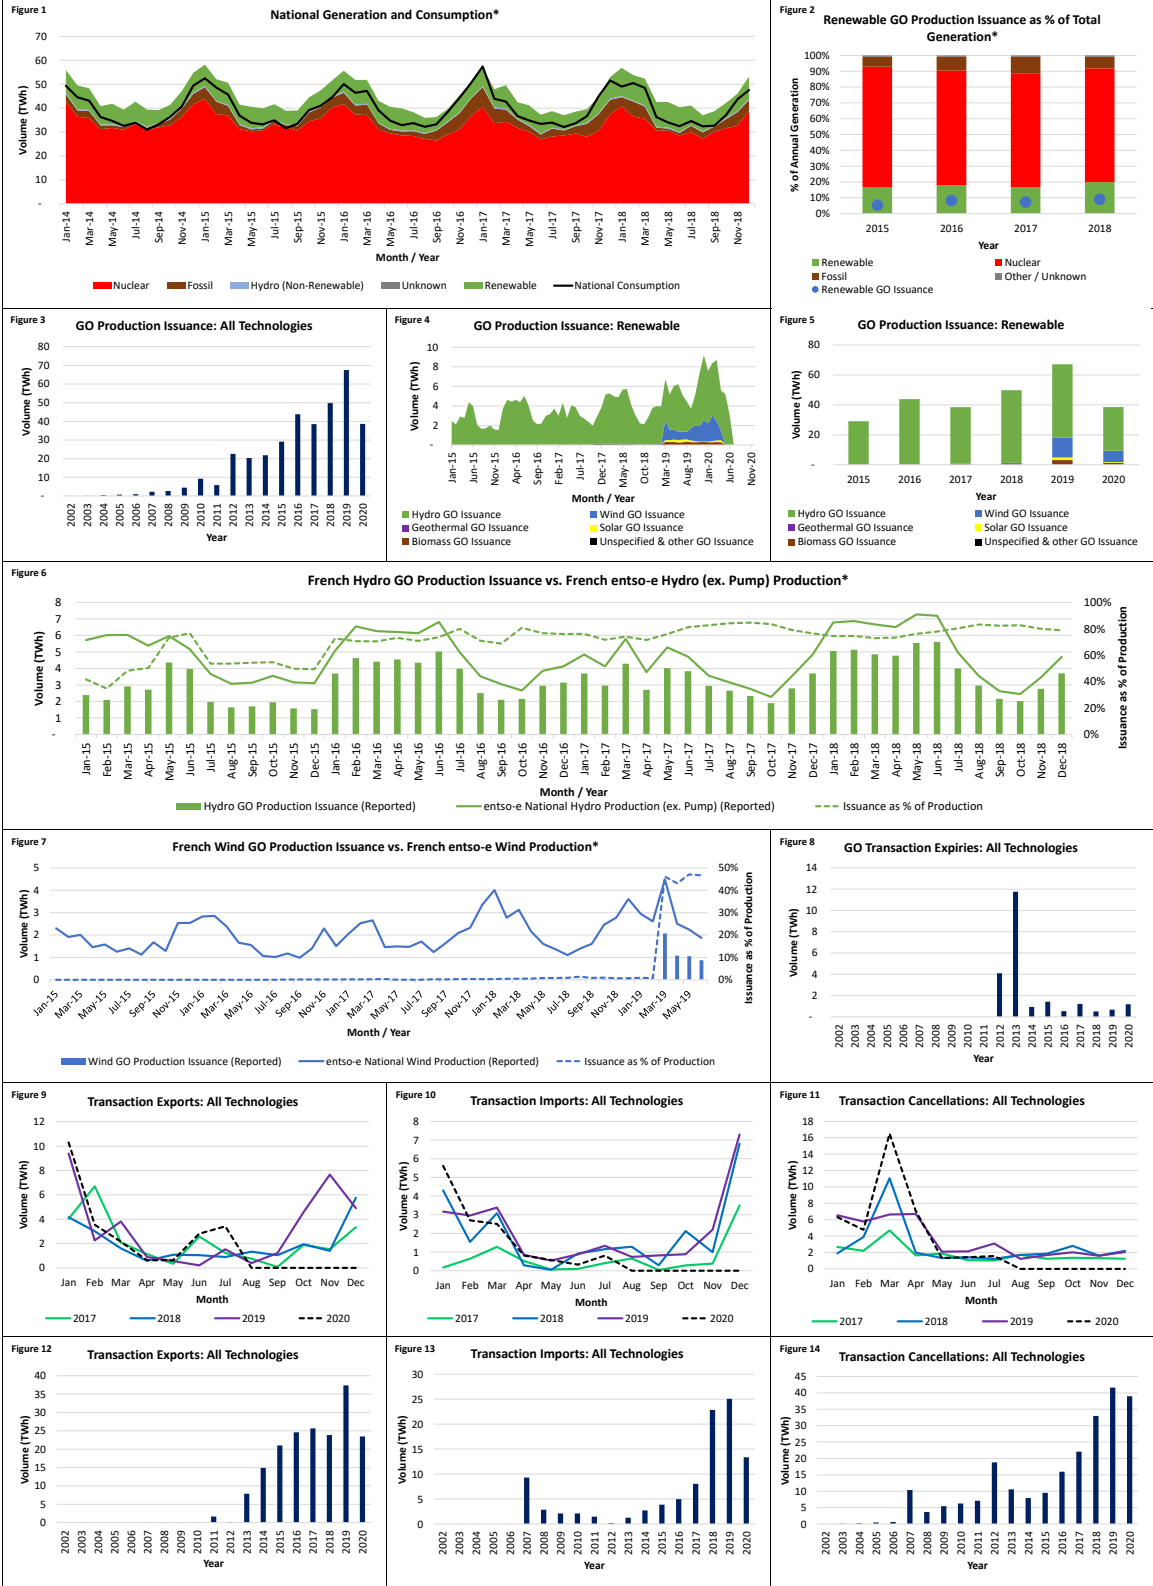 Figure 1
National Generation and Consumption*
Volume (TWh)
70
60
50
40
30
20
10
-
Jan-14 Mar-14 May-14 Jul-14 Sep-14 Nov-14 Jan-15 Mar-15 May-15 Jul-15 Sep-15 Nov-15 Jan-16 Mar-16 May-16 Jul-16 Sep-16 Nov-16 Jan-17 Mar-17 May-17 Jul-17 Sep-17 Nov-17 Jan-18 Mar-18 May-18 Jul-18 Sep-18 Nov-18
Month / Year
Nuclear Fossil Hydro (Non-Renewable) Unknown Renewable National Consumption
Figure 2
Renewable GO Production Issuance as % of Total
Generation*
% of Annual Generation
100%
90%
80%
70%
60%
50%
40%
30%
20%
10%
0%
2015 2016 2017 2018
Year
Renewable Nuclear
Fossil Other / Unknown
Renewable GO Issuance
Figure 3
GO Production Issuance: All Technologies
Volume (TWh)
80
70
60
50
40
30
20
10
-
2002 2003 2004 2005 2006 2007 2008 2009 2010 2011 2012 2013 2014 2015 2016 2017 2018 2019 2020
Year
Figure 4
GO Production Issuance: Renewable
Volume (TWh)
10
8
6
4
2
-
Jan-15 Jun-15 Nov-15 Apr-16 Sep-16 Feb-17 Jul-17 Dec-17 May-18 Oct-18 Mar-19 Aug-19 Jan-20 Jun-20 Nov-20
Month / Year
Hydro GO Issuance Wind GO Issuance
Geothermal GO Issuance Solar GO Issuance
Biomass GO Issuance Unspecified & other GO Issuance
Figure 5
GO Production Issuance: Renewable
Volume (TWh)
80
60
40
20
-
2015 2016 2017 2018 2019 2020
Year
Hydro GO Issuance Wind GO Issuance
Geothermal GO Issuance Solar GO Issuance
Biomass GO Issuance Unspecified & other GO Issuance
Figure 6
French Hydro GO Production Issuance vs. French entso-e Hydro (ex. Pump) Production*
Volume (TWh)
8
7
6
5
4
3
2
1
-
100%
80%
60%
40%
20%
0%
Issuance as % of Production
Jan-15 Feb-15 Mar-15 Apr-15 May-15 Jun-15 Jul-15 Aug-15 Sep-15 Oct-15 Nov-15 Dec-15 Jan-16 Feb-16 Mar-16 Apr-16 May-16 Jun-16 Jul-16 Aug-16 Sep-16 Oct-16 Nov-16 Dec-16 Jan-17 Feb-17 Mar-17 Apr-17 May-17 Jun-17 Jul-17 Aug-17 Sep-17 Oct-17 Nov-17 Dec-17 Jan-18 Feb-18 Mar-18 Apr-18 May-18 Jun-18 Jul-18 Aug-18 Sep-18 Oct-18 Nov-18 Dec-18
Month / Year
Hydro GO Production Issuance (Reported) entso-e National Hydro Production (ex. Pump) (Reported) Issuance as % of Production
Figure 7
French Wind GO Production Issuance vs. French entso-e Wind Production*
Volume (TWh)
5
4
3
2
1
0
50%
40%
30%
20%
10%
0%
Issuance as % of Production
Jan-15 Mar-15 May-15 Jul-15 Sep-15 Nov-15 Jan-16 Mar-16 May-16 Jul-16 Sep-16 Nov-16 Jan-17 Mar-17 May-17 Jul-17 Sep-17 Nov-17 Jan-18 Mar-18 May-18 Jul-18 Sep-18 Nov-18 Jan-19 Mar-19 May-19
Month / Year
Wind GO Production Issuance (Reported) entso-e National Wind Production (Reported) Issuance as % of Production
Figure 8
GO Transaction Expiries: All Technologies
Volume (TWh)
14
12
10
8
6
4
2
-
2002 2003 2004 2005 2006 2007 2008 2009 2010 2011 2012 2013 2014 2015 2016 2017 2018 2019 2020
Year
Figure 9
Transaction Exports: All Technologies
Volume (TWh)
12
10
8
6
4
2
0
Jan Feb Mar Apr May Jun Jul Aug Sep Oct Nov Dec
Month
2017 2018 2019 2020
Figure 10
Transaction Imports: All Technologies
Volume (TWh)
8
7
6
5
4
3
2
1
0
Jan Feb Mar Apr May Jun Jul Aug Sep Oct Nov Dec
Month
2017 2018 2019 2020
Figure 11
Transaction Cancellations: All Technologies
Volume (TWh)
18
16
14
12
10
8
6
4
2
0
Jan Feb Mar Apr May Jun Jul Aug Sep Oct Nov Dec
Month
2017 2018 2019 2020
Figure 12
Transaction Exports: All Technologies
Volume (TWh)
40
35
30
25
20
15
10
5
0
2002 2003 2004 2005 2006 2007 2008 2009 2010 2011 2012 2013 2014 2015 2016 2017 2018 2019 2020
Year
Figure 13
Transaction Imports: All Technologies
Volume (TWh)
30
25
20
15
10
5
0
2002 2003 2004 2005 2006 2007 2008 2009 2010 2011 2012 2013 2014 2015 2016 2017 2018 2019 2020
Year
Figure 14
Transaction Cancellations: All Technologies
Volume (TWh)
45
40
35
30
25
20
15
10
5
0
2002 2003 2004 2005 2006 2007 2008 2009 2010 2011 2012 2013 2014 2015 2016 2017 2018 2019 2020
Year